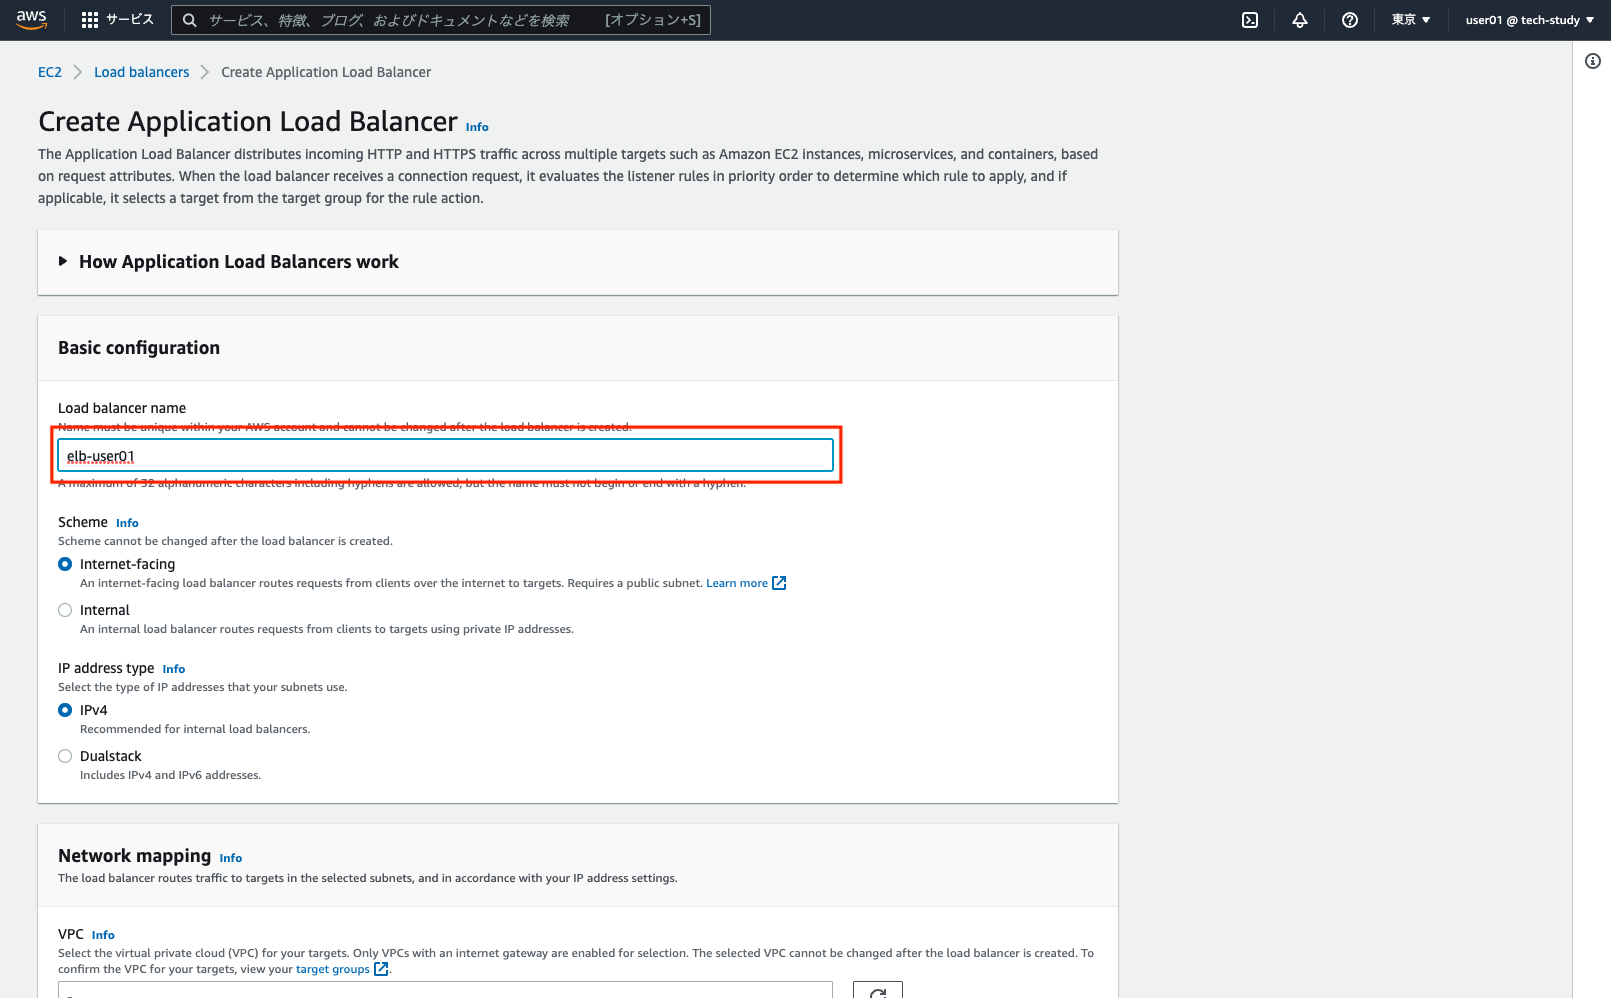 aws サービス サービス、特徴、ブログ、およびドキュメントなどを検索 [オプション+S] 東京 user01 @ tech-study
EC2 Load balancers Create Application Load Balancer
Create Application Load Balancer Info
The Application Load Balancer distributes incoming HTTP and HTTPS traffic across multiple targets such as Amazon EC2 instances, microservices, and containers, based
on request attributes. When the load balancer receives a connection request, it evaluates the listener rules in priority order to determine which rule to apply, and if
applicable, it selects a target from the target group for the rule action.
How Application Load Balancers work
Basic configuration
Load balancer name
Name must be unique within your AWS account and cannot be changed after the load balancer is created.
elb-user01
A maximum of 32 alphanumeric characters including hyphens are allowed, but the name must not begin or end with a hyphen.
Scheme Info
Scheme cannot be changed after the load balancer is created.
Internet-facing
An internet-facing load balancer routes requests from clients over the internet to targets. Requires a public subnet. Learn more
Internal
An internal load balancer routes requests from clients to targets using private IP addresses.
IP address type Info
Select the type of IP addresses that your subnets use.
IPv4
Recommended for internal load balancers.
Dualstack
Includes IPv4 and IPv6 addresses.
Network mapping Info
The load balancer routes traffic to targets in the selected subnets, and in accordance with your IP address settings.
VPC Info
Select the virtual private cloud (VPC) for your targets. Only VPCs with an internet gateway are enabled for selection. The selected VPC cannot be changed after the load balancer is created. To
confirm the VPC for your targets, view your target groups.